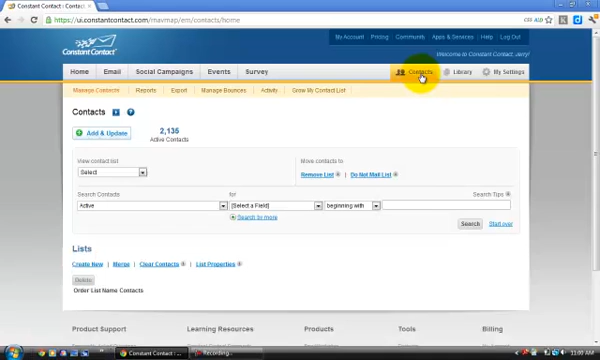 Constant Contact : Contact
https://ui.constantcontact.com/rnavmap/em/contacts/home
My Account Pricing Community Apps & Services Help Log Out
Constant Contact
Welcome to Constant Contact, Jerry!
Home Email Social Campaigns Events Survey Contacts Library My Settings
Manage Contacts Reports Export Manage Bounces Activity Grow My Contact List
Contacts
Add & Update
2,135
Active Contacts
View contact list
Select
Move contacts to
Remove List Do Not Mail List
Search Contacts for Search Tips
Active [Select a Field] beginning with
Search by more
Search Start over
Lists
Create New Merge Clear Contacts List Properties
Delete
Order List Name Contacts
Product Support Learning Resources Products Tools Billing
Constant Contact : ... Recording... 11:00 AM